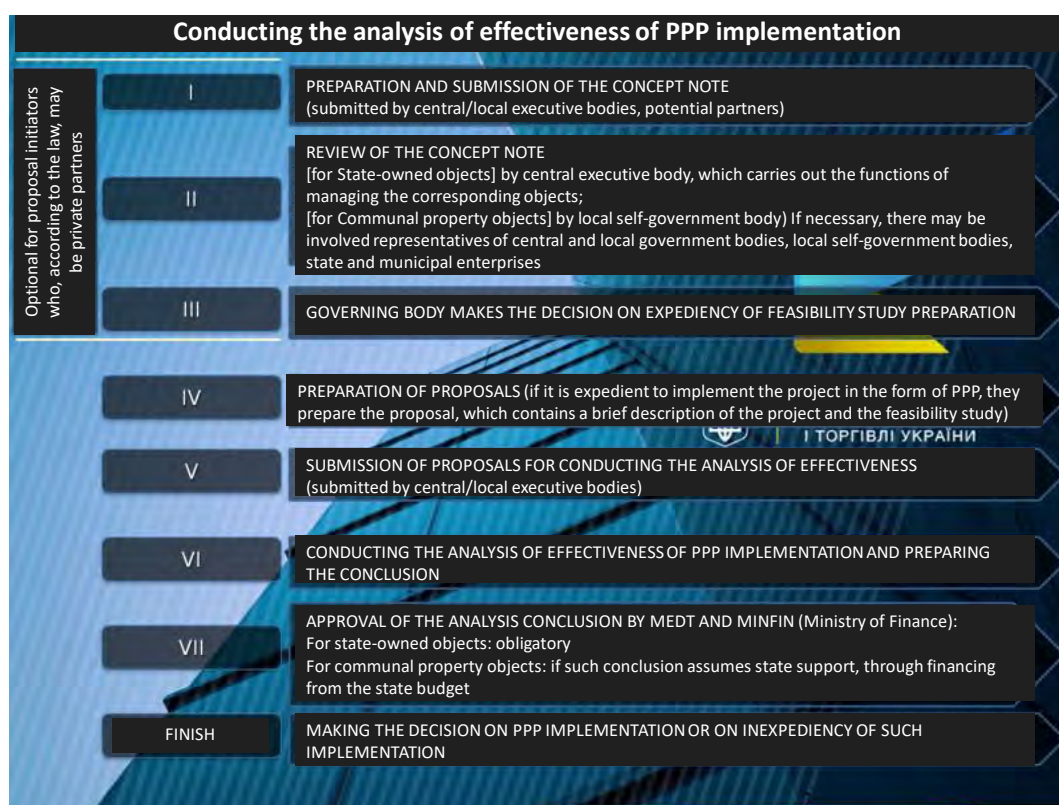 Conducting the analysis of effectiveness of PPP implementation
Optional for proposal initiators
who, according to the law, may
be private partners
I
PREPARATION AND SUBMISSION OF THE CONCEPT NOTE
(submitted by central/local executive bodies, potential partners)
II
REVIEW OF THE CONCEPT NOTE
[for State-owned objects] by central executive body, which carries out the functions of
managing the corresponding objects;
[for Communal property objects] by local self-government body) If necessary, there may be
involved representatives of central and local government bodies, local self-government bodies,
state and municipal enterprises
III
GOVERNING BODY MAKES THE DECISION ON EXPEDIENCY OF FEASIBILITY STUDY PREPARATION
IV
PREPARATION OF PROPOSALS (if it is expedient to implement the project in the form of PPP, they
prepare the proposal, which contains a brief description of the project and the feasibility study)
І ТОРГІВЛІ УКРАЇНИ
V
SUBMISSION OF PROPOSALS FOR CONDUCTING THE ANALYSIS OF EFFECTIVENESS
(submitted by central/local executive bodies)
VI
CONDUCTING THE ANALYSIS OF EFFECTIVENESS OF PPP IMPLEMENTATION AND PREPARING
THE CONCLUSION
VII
APPROVAL OF THE ANALYSIS CONCLUSION BY MEDT AND MINFIN (Ministry of Finance):
For state-owned objects: obligatory
For communal property objects: if such conclusion assumes state support, through financing
from the state budget
FINISH
MAKING THE DECISION ON PPP IMPLEMENTATION OR ON INEXPEDIENCY OF SUCH
IMPLEMENTATION